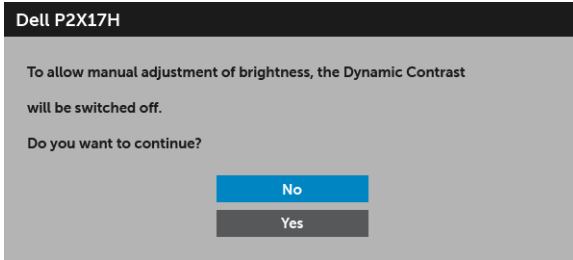 Dell P2X17H
To allow manual adjustment of brightness, the Dynamic Contrast
will be switched off.
Do you want to continue?
No
Yes